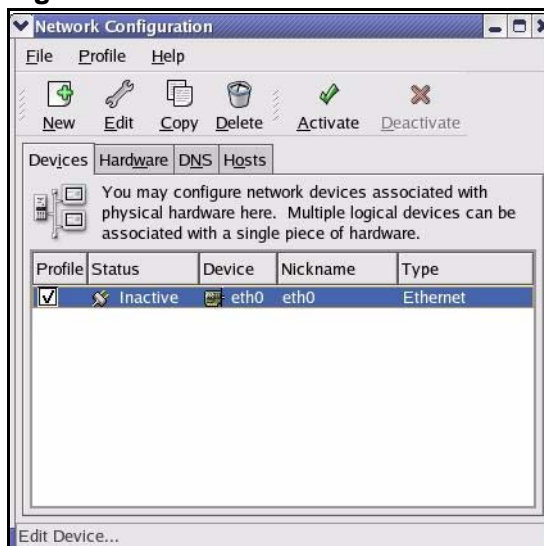 Network Configuration
File Profile Help
New Edit Copy Delete Activate Deactivate
Devices Hardware DNS Hosts
You may configure network devices associated with
physical hardware here. Multiple logical devices can be
associated with a single piece of hardware.
Profile Status Device Nickname Type
Inactive eth0 eth0 Ethernet
Edit Device...